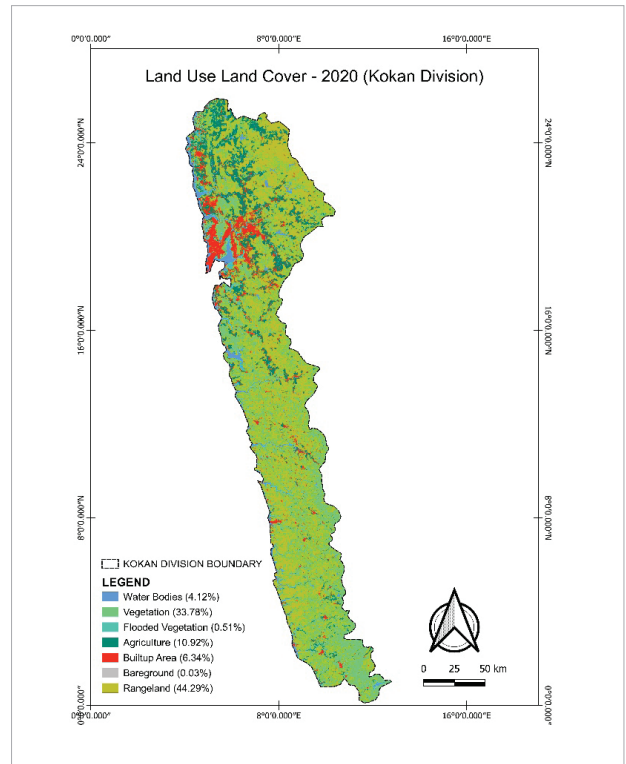 0°0'0.000"
8°0'0.000"E
16°0'0.000"E
Land Use Land Cover - 2020 (Kokan Division)
24°0'0.000"N
24°0'0.000"N
16°0'0.000"N
16°0'0.000"N
8°0'0.000"N
8°0'0.000"N
KOKAN DIVISION BOUNDARY
LEGEND
Water Bodies (4.12%)
Vegetation (33.78%)
Flooded Vegetation (0.51%)
Agriculture (10.92%)
Builtup Area (6.34%)
Bareground (0.03%)
Rangeland (44.29%)
0 25 50 km
0°0'0.000"
0°0'0.000"
0°0'0.000"
8°0'0.000"E
16°0'0.000"E